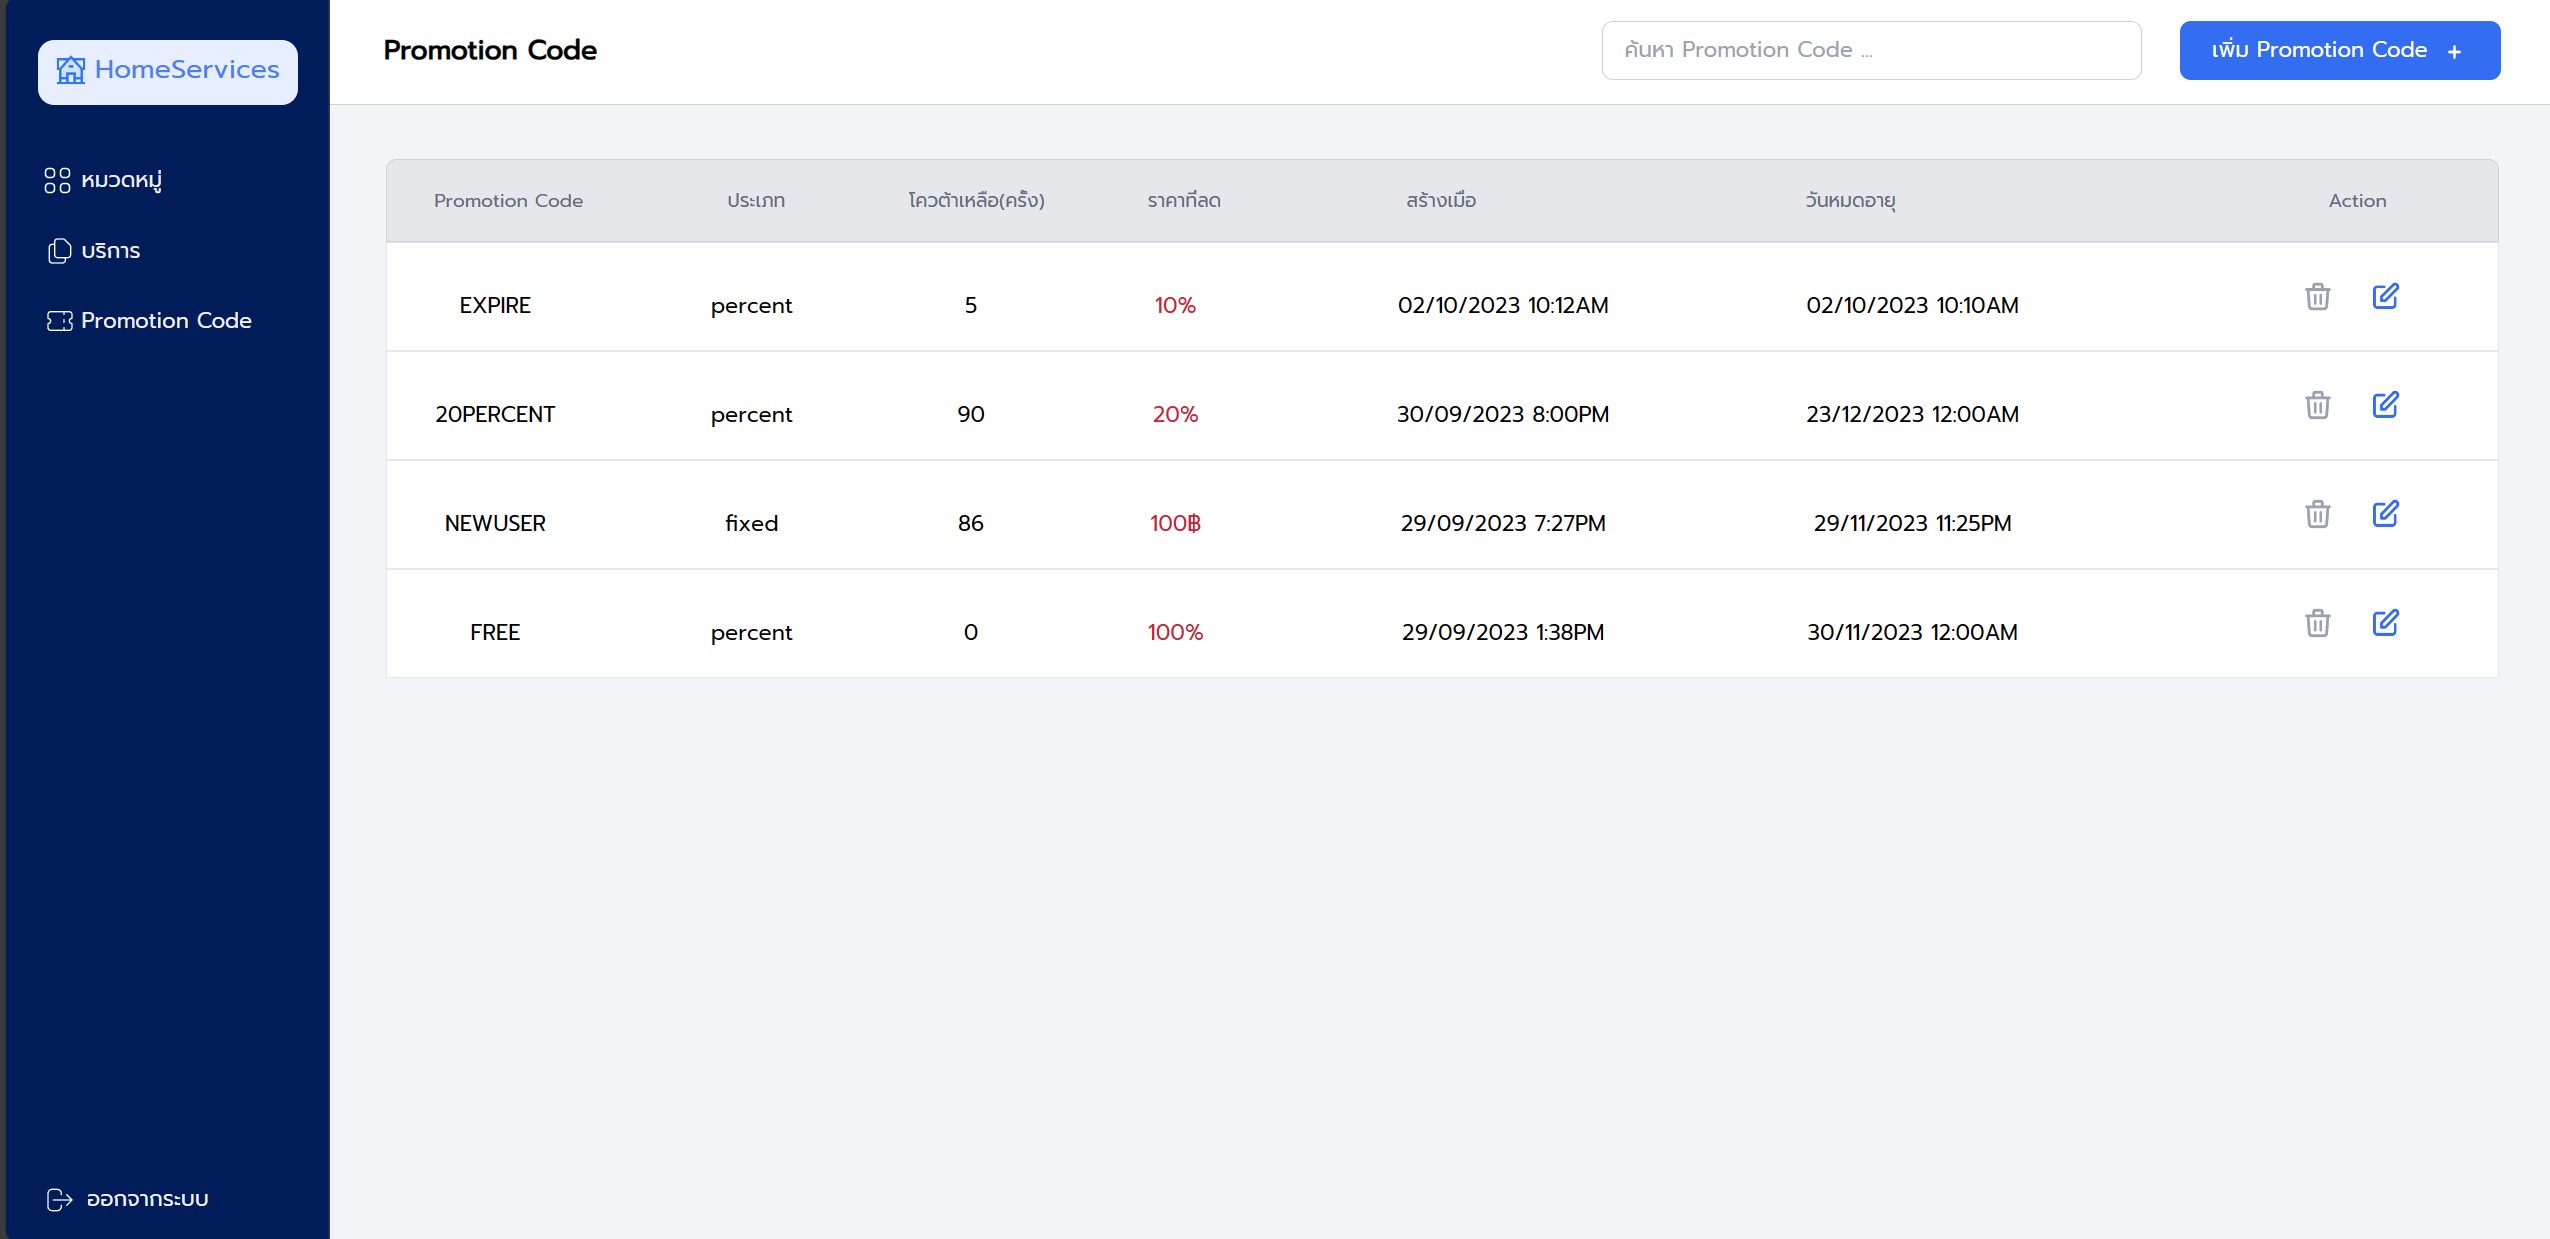 HomeServices
หมวดหมู่
บริการ
Promotion Code
ออกจากระบบ
Promotion Code
ค้นหา Promotion Code ...
เพิ่ม Promotion Code +
Promotion Code ประเภท โควต้าเหลือ(ครั้ง) ราคาที่ลด สร้างเมื่อ วันหมดอายุ Action
EXPIRE percent 5 10% 02/10/2023 10:12AM 02/10/2023 10:10AM
20PERCENT percent 90 20% 30/09/2023 8:00PM 23/12/2023 12:00AM
NEWUSER fixed 86 100฿ 29/09/2023 7:27PM 29/11/2023 11:25PM
FREE percent 0 100% 29/09/2023 1:38PM 30/11/2023 12:00AM